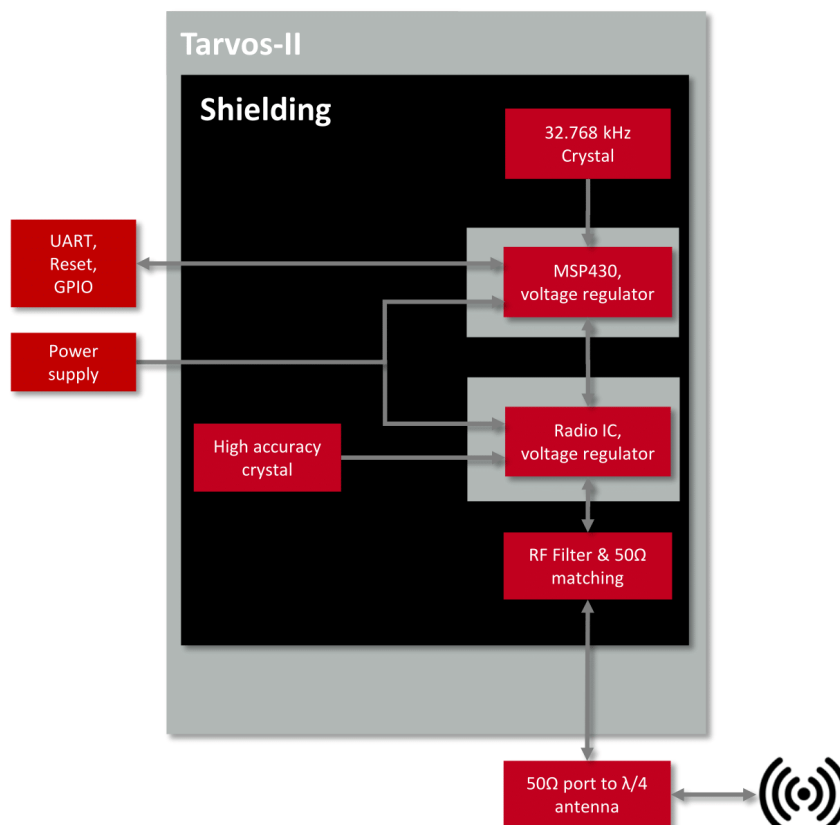 Tarvos-II
Shielding
32.768 kHz
Crystal
UART,
Reset,
GPIO
MSP430,
voltage regulator
Power
supply
High accuracy
crystal
Radio IC,
voltage regulator
RF Filter & 50Ω
matching
50Ω port to λ/4
antenna